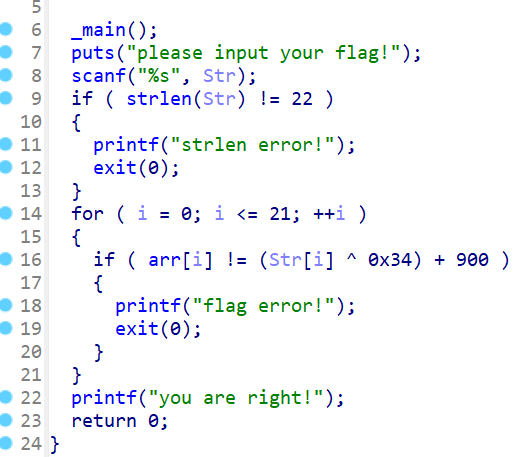 5
6 _main();
7 puts("please input your flag!");
8 scanf("%s", Str);
9 if ( strlen(Str) != 22 )
10 {
11 printf("strlen error!");
12 exit(0);
13 }
14 for ( i = 0; i <= 21; ++i )
15 {
16 if ( arr[i] != (Str[i] ^ 0x34) + 900 )
17 {
18 printf("flag error!");
19 exit(0);
20 }
21 }
22 printf("you are right!");
23 return 0;
24 }